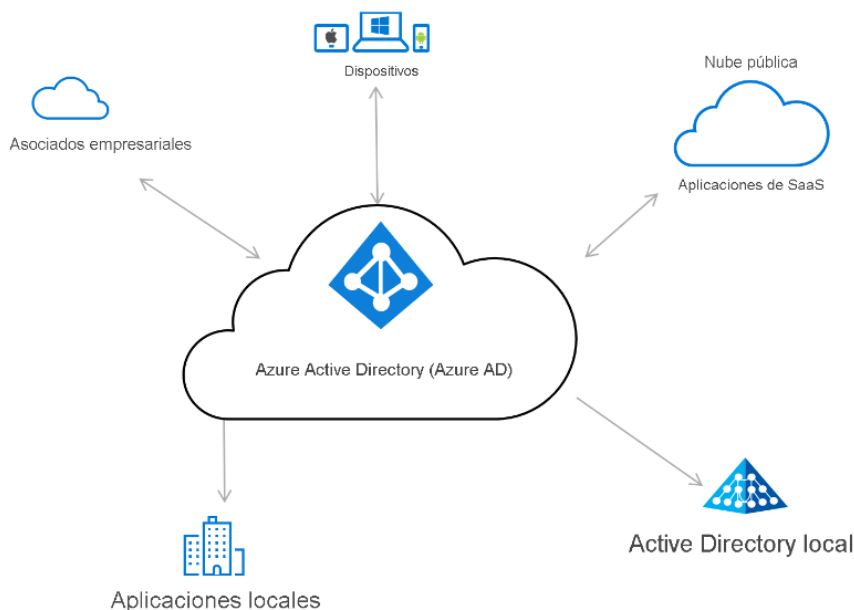 Dispositivos
Nube pública
Asociados empresariales
Aplicaciones de SaaS
Azure Active Directory (Azure AD)
Active Directory local
Aplicaciones locales